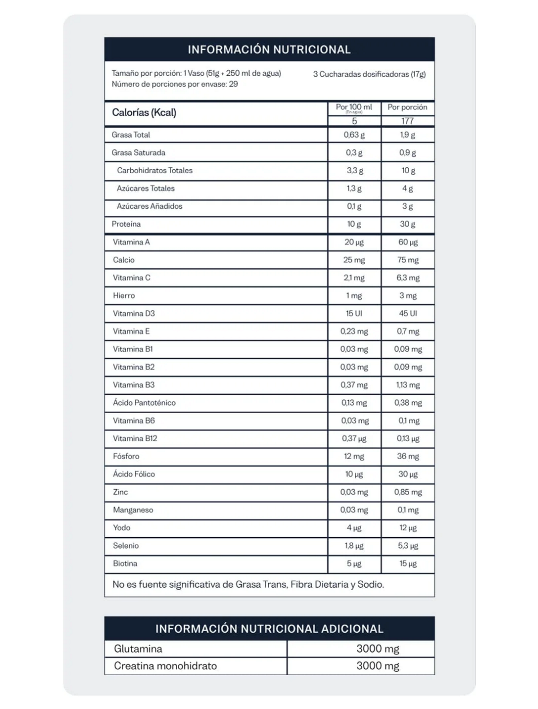 INFORMACIÓN NUTRICIONAL
Tamaño por porción: 1 Vaso (51g + 250 ml de agua) 3 Cucharadas dosificadoras (17g)
Número de porciones por envase: 29
Calorías (Kcal) Por 100 ml Por porción
5 177
Grasa Total 0,63 g 1,9 g
Grasa Saturada 0,3 g 0,9 g
Carbohidratos Totales 3,3 g 10 g
Azúcares Totales 1,3 g 4 g
Azúcares Añadidos 0,1 g 3 g
Proteína 10 g 30 g
Vitamina A 20 µg 60 µg
Calcio 25 mg 75 mg
Vitamina C 2,1 mg 6,3 mg
Hierro 1 mg 3 mg
Vitamina D3 15 UI 45 UI
Vitamina E 0,23 mg 0,7 mg
Vitamina B1 0,03 mg 0,09 mg
Vitamina B2 0,03 mg 0,09 mg
Vitamina B3 0,37 mg 1,13 mg
Ácido Pantoténico 0,13 mg 0,38 mg
Vitamina B6 0,03 mg 0,1 mg
Vitamina B12 0,37 µg 0,13 µg
Fósforo 12 mg 36 mg
Ácido Fólico 10 µg 30 µg
Zinc 0,03 mg 0,85 mg
Manganeso 0,03 mg 0,1 mg
Yodo 4 µg 12 µg
Selenio 1,8 µg 5,3 µg
Biotina 5 µg 15 µg
No es fuente significativa de Grasa Trans, Fibra Dietaria y Sodio.
INFORMACIÓN NUTRICIONAL ADICIONAL
Glutamina 3000 mg
Creatina monohidrato 3000 mg